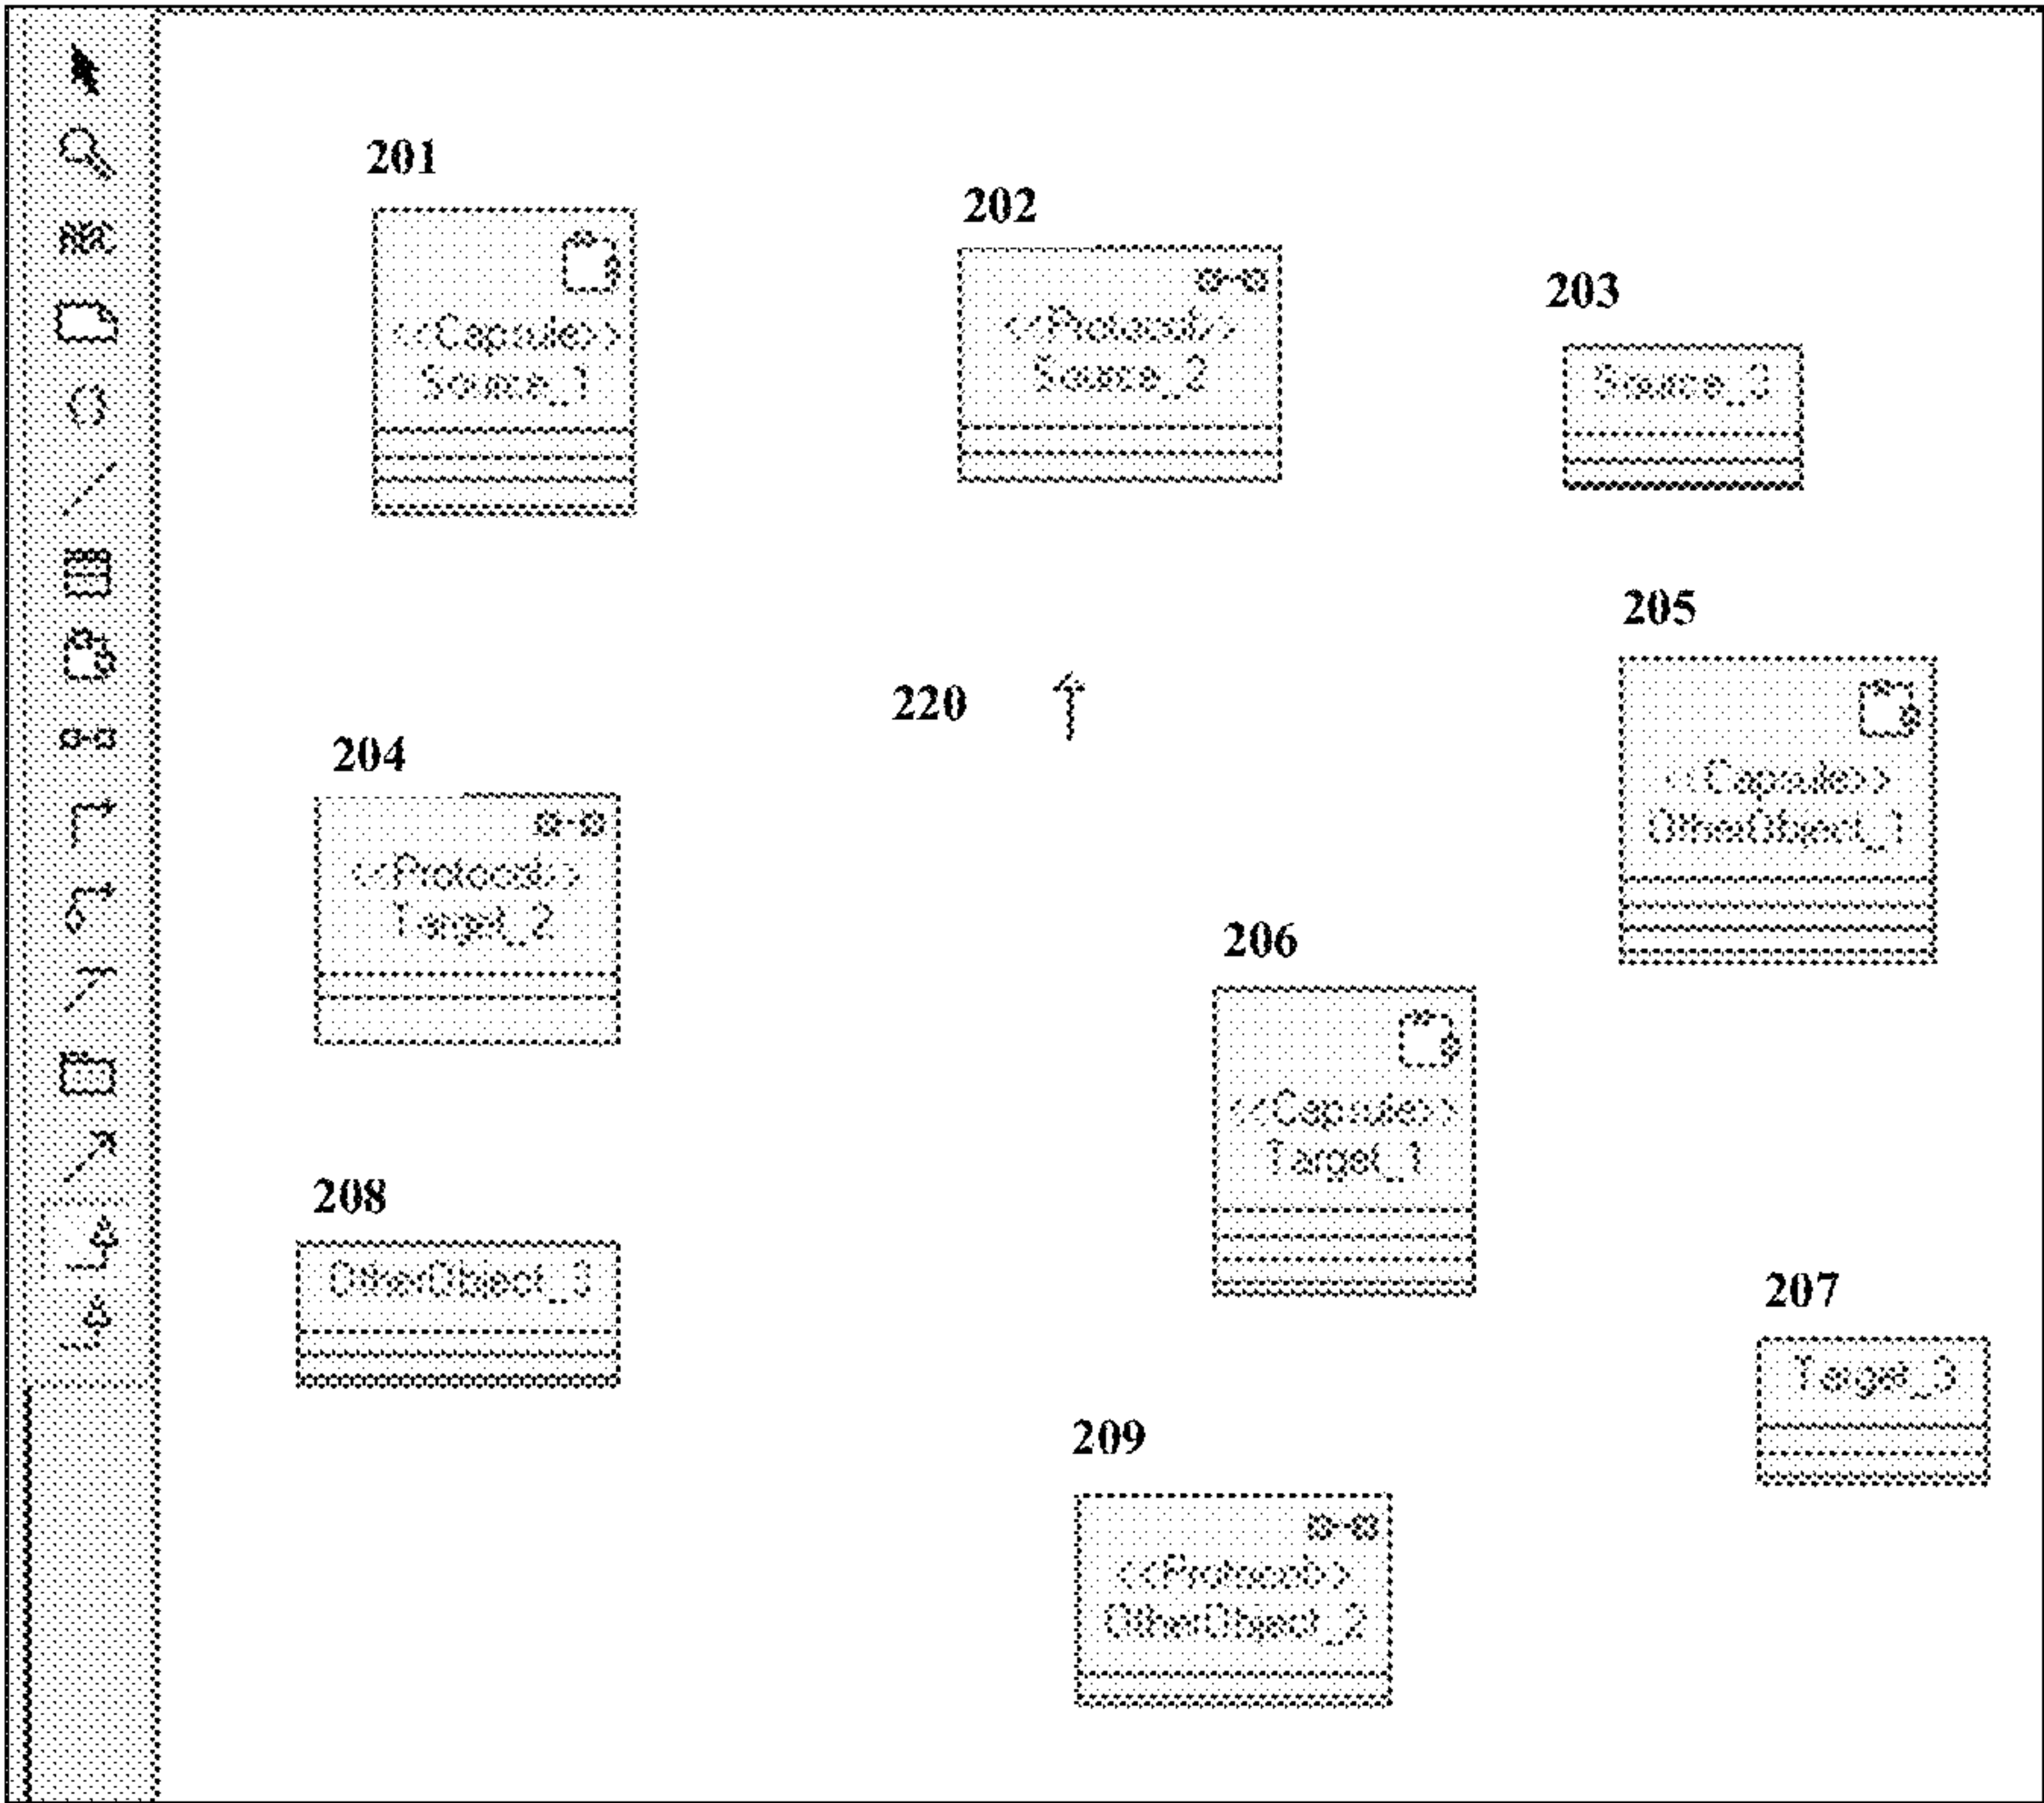 201
<<Capsule>>
Source_1
202
<<Protocol>>
Source_2
203
Source_3
205
<<Capsule>>
OtherObject_1
220
204
<<Protocol>>
Target_2
206
<<Capsule>>
Target_1
208
OtherObject_3
207
Target_3
209
<<Protocol>>
OtherObject_2